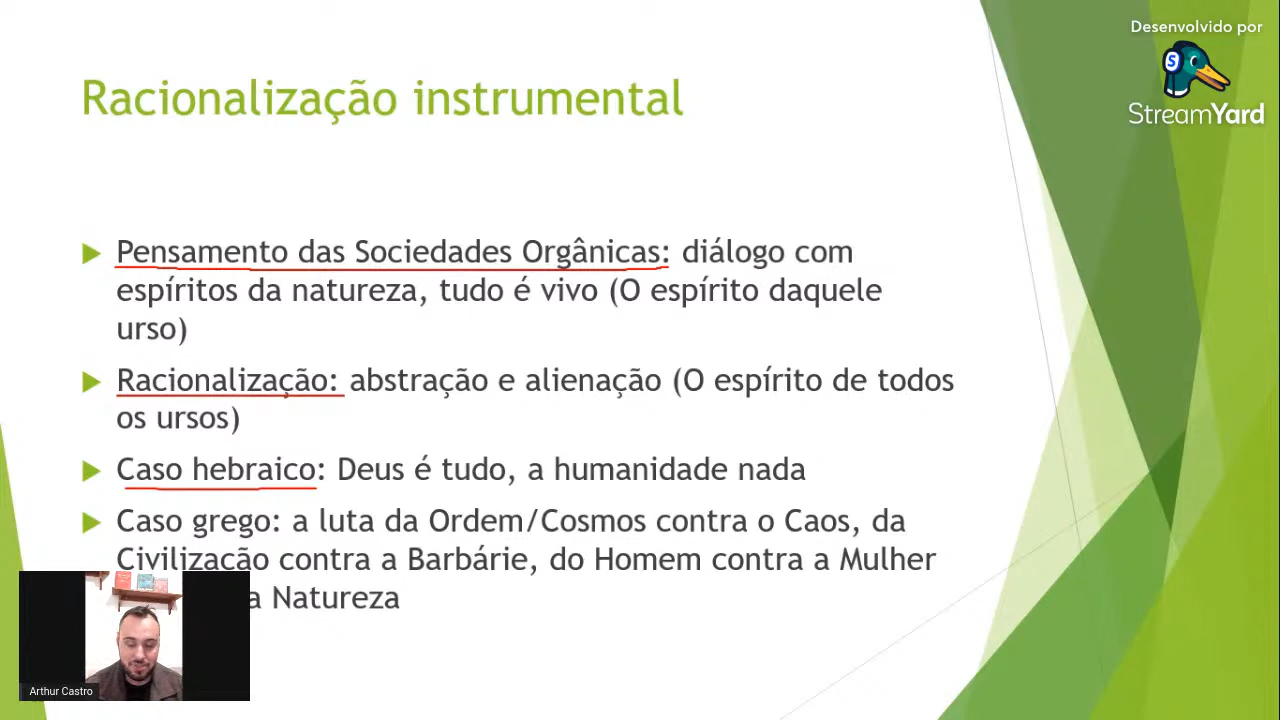 Desenvolvido por
StreamYard
Racionalização instrumental
Pensamento das Sociedades Orgânicas: diálogo com
espíritos da natureza, tudo é vivo (O espírito daquele
urso)
Racionalização: abstração e alienação (O espírito de todos
os ursos)
Caso hebraico: Deus é tudo, a humanidade nada
Caso grego: a luta da Ordem/Cosmos contra o Caos, da
Civilização contra a Barbárie, do Homem contra a Mulher
a Natureza
Arthur Castro